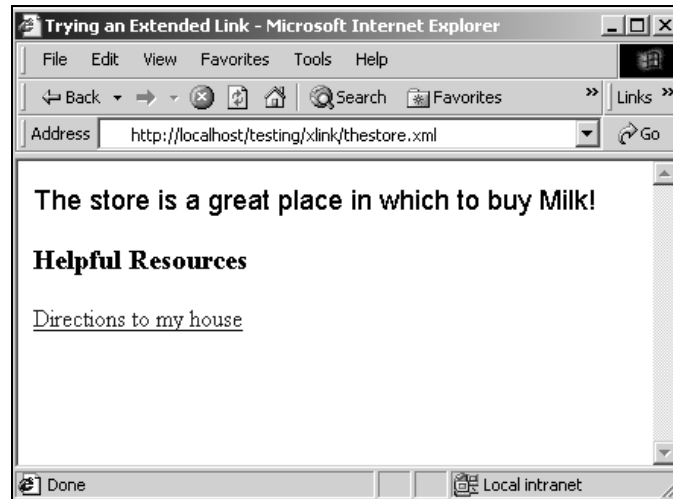 Trying an Extended Link - Microsoft Internet Explorer
File Edit View Favorites Tools Help
Back Search Favorites » Links »
Address http://localhost/testing/xlink/thestore.xml Go
The store is a great place in which to buy Milk!
Helpful Resources
Directions to my house
Done Local intranet